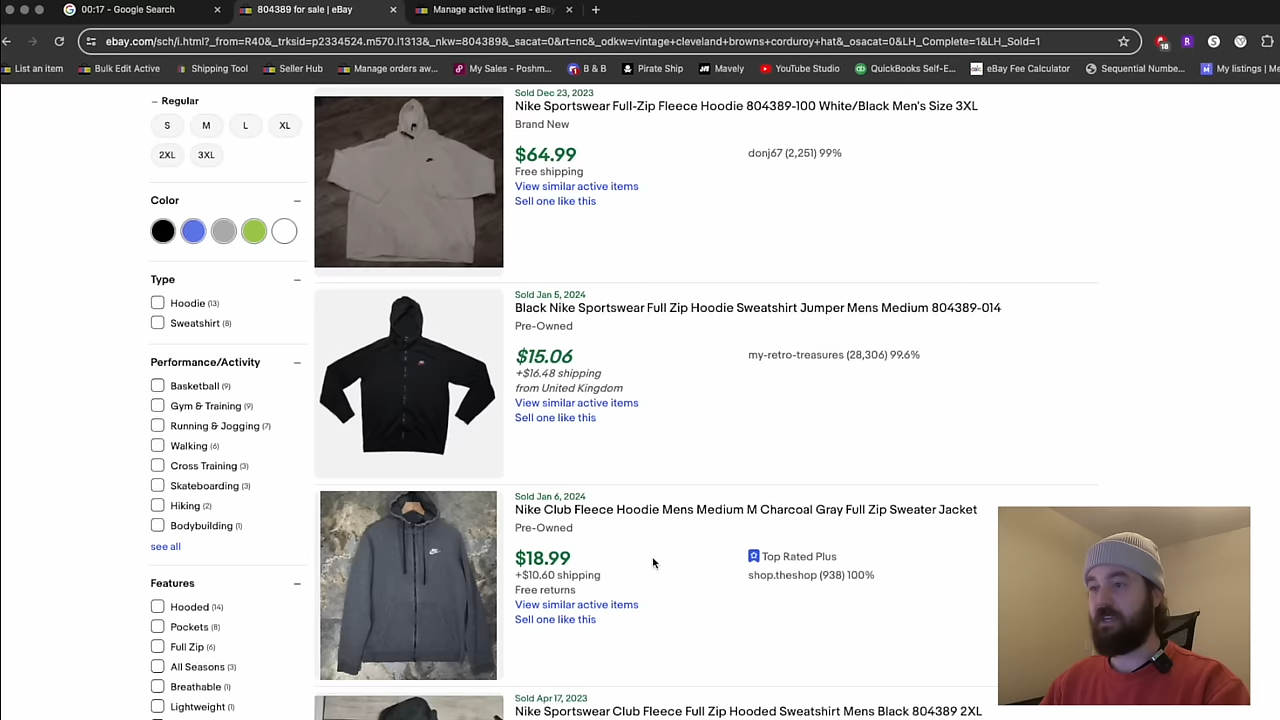 00:17 - Google Search
804389 for sale | eBay
Manage active listings - eBay
ebay.com/sch/i.html?_from=R40&_trksid=p2334524.m570.l1313&_nkw=804389&_sacat=0&rt=nc&_odkw=vintage+cleveland+browns+corduroy+hat&_osacat=0&LH_Complete=1&LH_Sold=1
18
List an item
Bulk Edit Active
Shipping Tool
Seller Hub
Manage orders aw...
My Sales - Poshm...
B & B
Pirate Ship
Mavely
YouTube Studio
QuickBooks Self-E...
eBay Fee Calculator
Sequential Numbe...
My listings | Me
Regular
S M L XL
2XL 3XL
Color
Type
Hoodie (13)
Sweatshirt (8)
Performance/Activity
Basketball (9)
Gym & Training (9)
Running & Jogging (7)
Walking (6)
Cross Training (3)
Skateboarding (3)
Hiking (2)
Bodybuilding (1)
see all
Features
Hooded (14)
Pockets (8)
Full Zip (6)
All Seasons (3)
Breathable (1)
Lightweight (1)
Sold Dec 23, 2023
Nike Sportswear Full-Zip Fleece Hoodie 804389-100 White/Black Men's Size 3XL
Brand New
$64.99
donj67 (2,251) 99%
Free shipping
View similar active items
Sell one like this
Sold Jan 5, 2024
Black Nike Sportswear Full Zip Hoodie Sweatshirt Jumper Mens Medium 804389-014
Pre-Owned
$15.06
my-retro-treasures (28,306) 99.6%
+$16.48 shipping
from United Kingdom
View similar active items
Sell one like this
Sold Jan 6, 2024
Nike Club Fleece Hoodie Mens Medium M Charcoal Gray Full Zip Sweater Jacket
Pre-Owned
$18.99
Top Rated Plus
+$10.60 shipping
shop.theshop (938) 100%
Free returns
View similar active items
Sell one like this
Sold Apr 17, 2023
Nike Sportswear Club Fleece Full Zip Hooded Sweatshirt Mens Black 804389 2XL